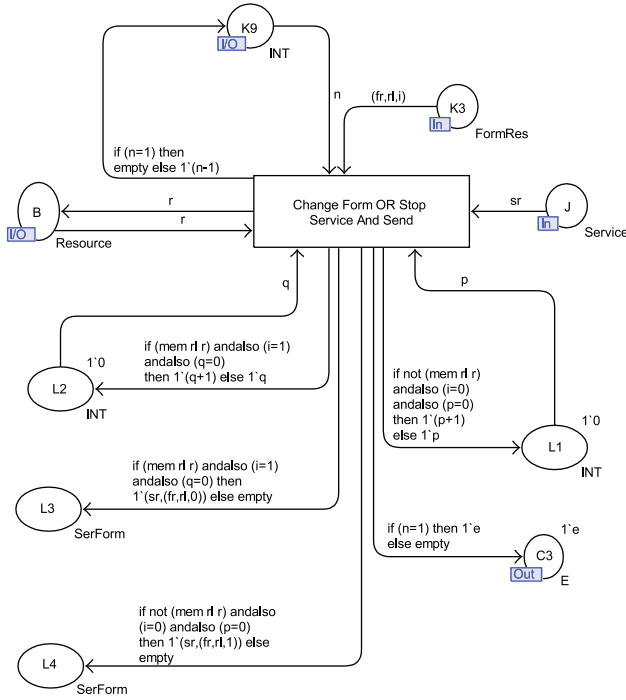 K9
I/O
INT
n
(fr,rl,i)
K3
In
FormRes
if (n=1) then
empty else 1`(n-1)
Change Form OR Stop
Service And Send
B
I/O
Resource
r
r
sr
J
In
Service
q
p
1`0
L2
INT
if (mem rl r) andalso (i=1)
andalso (q=0)
then 1`(q+1) else 1`q
if not (mem rl r)
andalso (i=0)
andalso (p=0)
then 1`(p+1)
else 1`p
1`0
L1
INT
if (mem rl r) andalso (i=1)
andalso (q=0) then
1`(sr,(fr,rl,0)) else empty
L3
SerForm
if (n=1) then 1`e
else empty
1`e
C3
Out
E
if not (mem rl r) andalso
(i=0) andalso (p=0)
then 1`(sr,(fr,rl,1)) else
empty
L4
SerForm